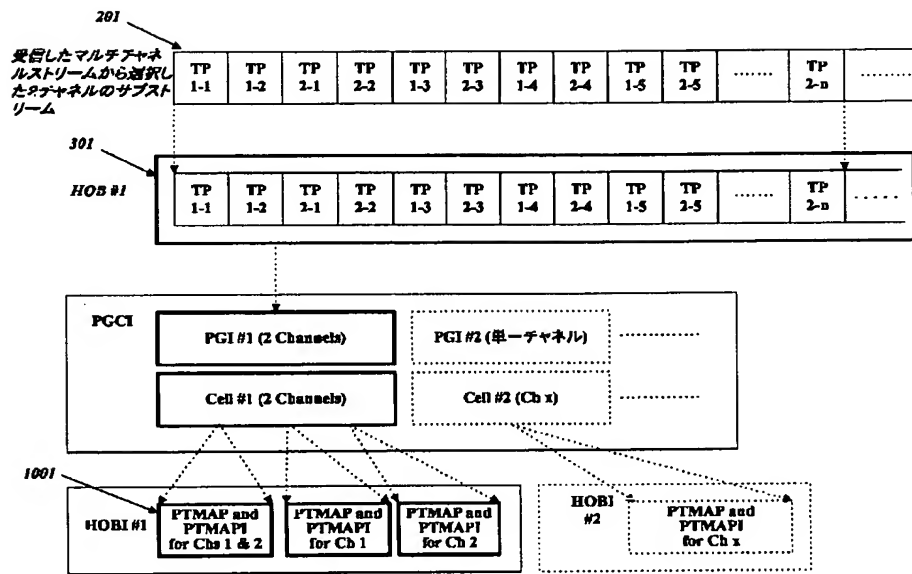 201
受信したマルチチャネ
ルストリームから選択し
た2チャネルのサブスト
リーム
TP 1-1 TP 1-2 TP 2-1 TP 2-2 TP 1-3 TP 2-3 TP 1-4 TP 2-4 TP 1-5 TP 2-5 ........ TP 2-n .........
301
HOB #1
TP 1-1 TP 1-2 TP 2-1 TP 2-2 TP 1-3 TP 2-3 TP 1-4 TP 2-4 TP 1-5 TP 2-5 ........ TP 2-n .....
PGCI
PGI #1 (2 Channels)
PGI #2 (単一チャネル)
Cell #1 (2 Channels)
Cell #2 (Ch x)
1001
HOBI #1
PTMAP and
PTMAPI
for Chs 1 & 2
PTMAP and
PTMAPI
for Ch 1
PTMAP and
PTMAPI
for Ch 2
HOBI
#2
PTMAP and
PTMAPI
for Ch x